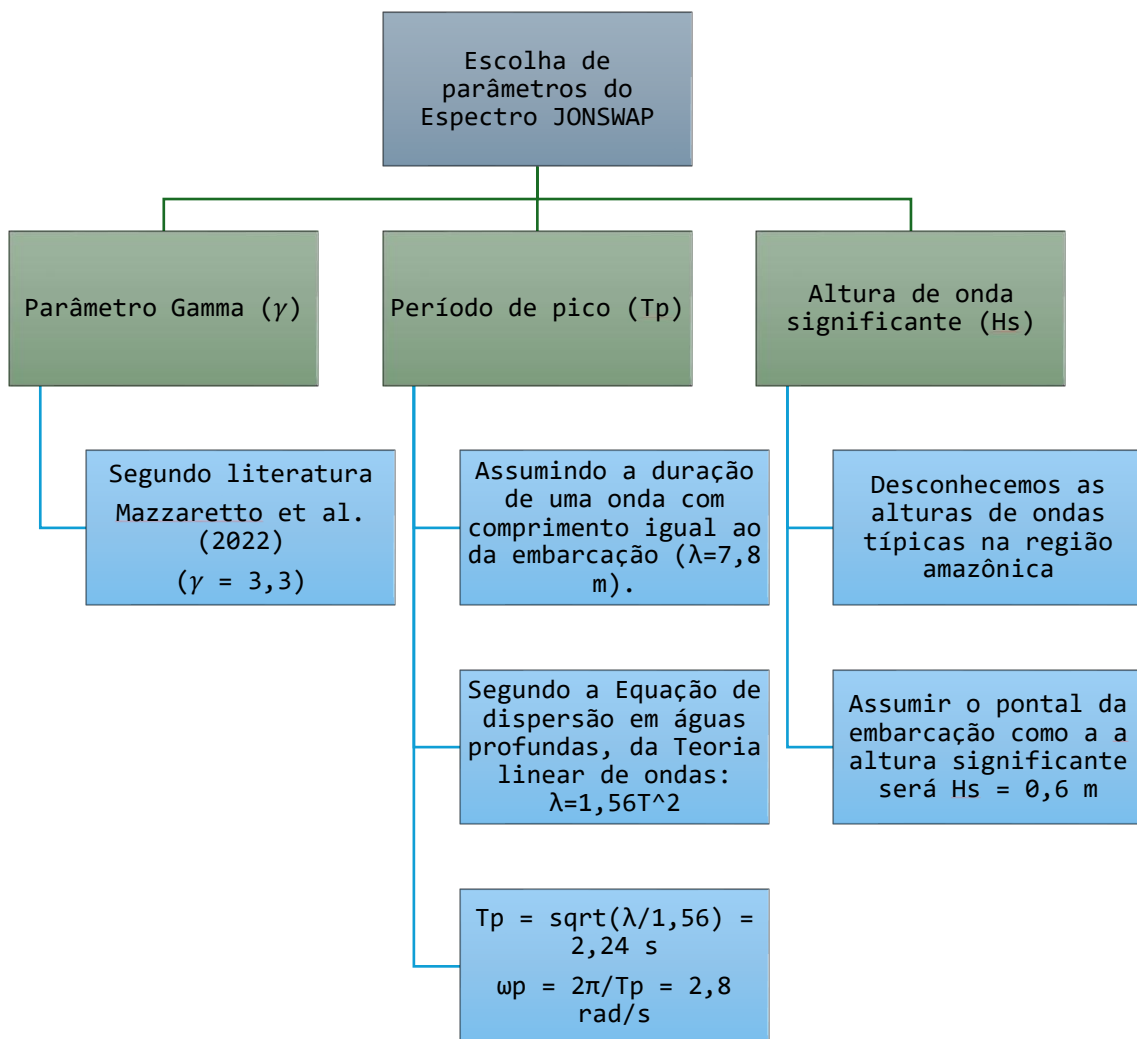 Escolha de
parâmetros do
Espectro JONSWAP
Parâmetro Gamma (γ)
Período de pico (Tp)
Altura de onda
significante (Hs)
Segundo literatura
Mazzaretto et al.
(2022)
(γ = 3,3)
Assumindo a duração
de uma onda com
comprimento igual ao
da embarcação (λ=7,8
m).
Segundo a Equação de
dispersão em águas
profundas, da Teoria
linear de ondas:
λ=1,56T^2
Tp = sqrt(λ/1,56) =
2,24 s
ωp = 2π/Tp = 2,8
rad/s
Desconhecemos as
alturas de ondas
típicas na região
amazônica
Assumir o pontal da
embarcação como a a
altura significante
será Hs = 0,6 m